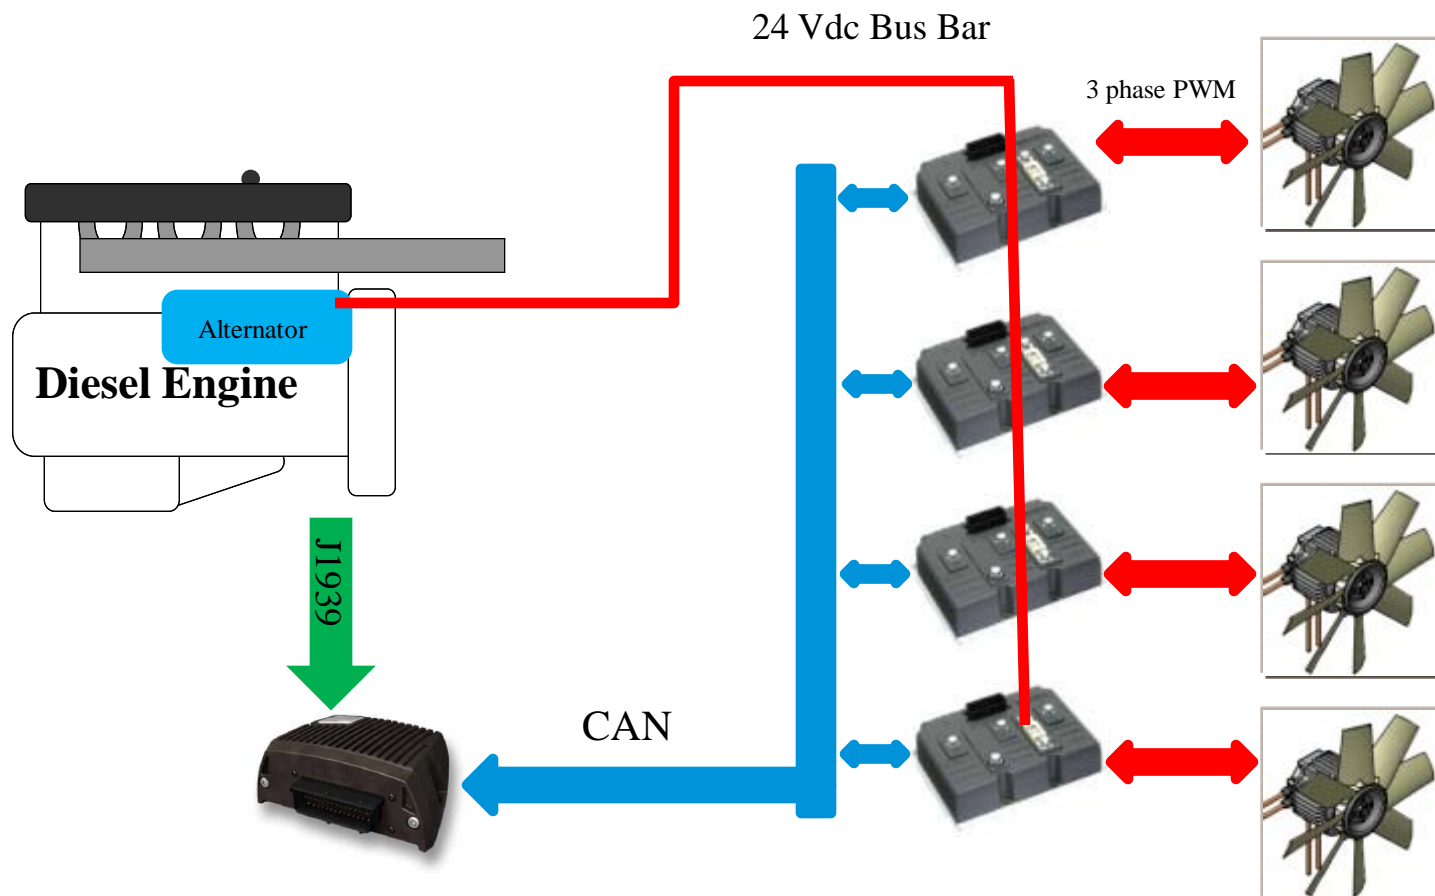 24 Vdc Bus Bar
3 phase PWM
Alternator
Diesel Engine
J1939
CAN